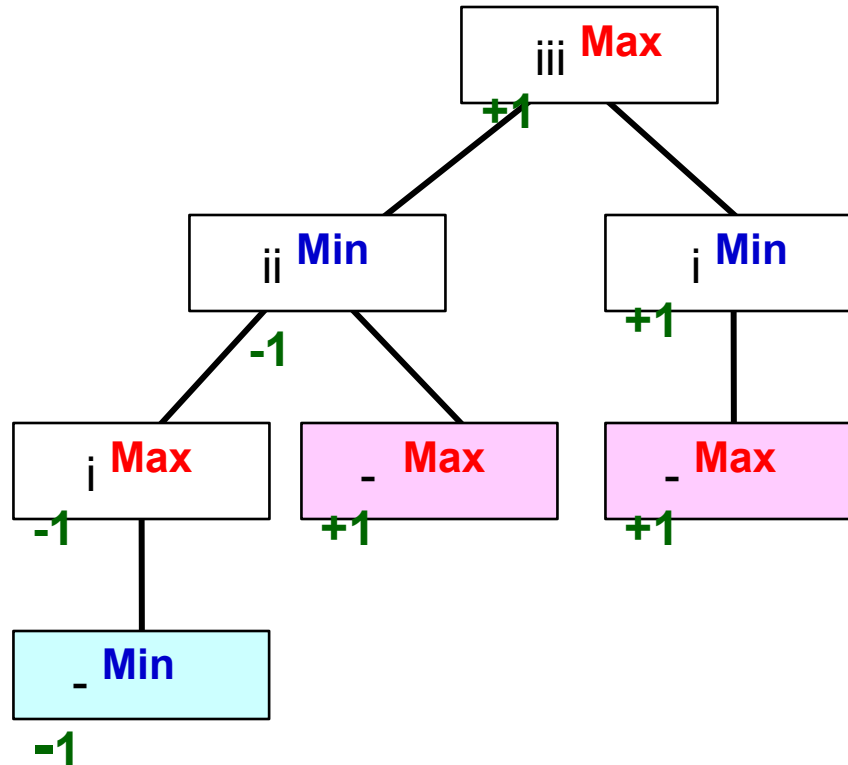 iii Max
+1
ii Min
i Min
-1
+1
i Max
- Max
- Max
-1
+1
+1
- Min
-1